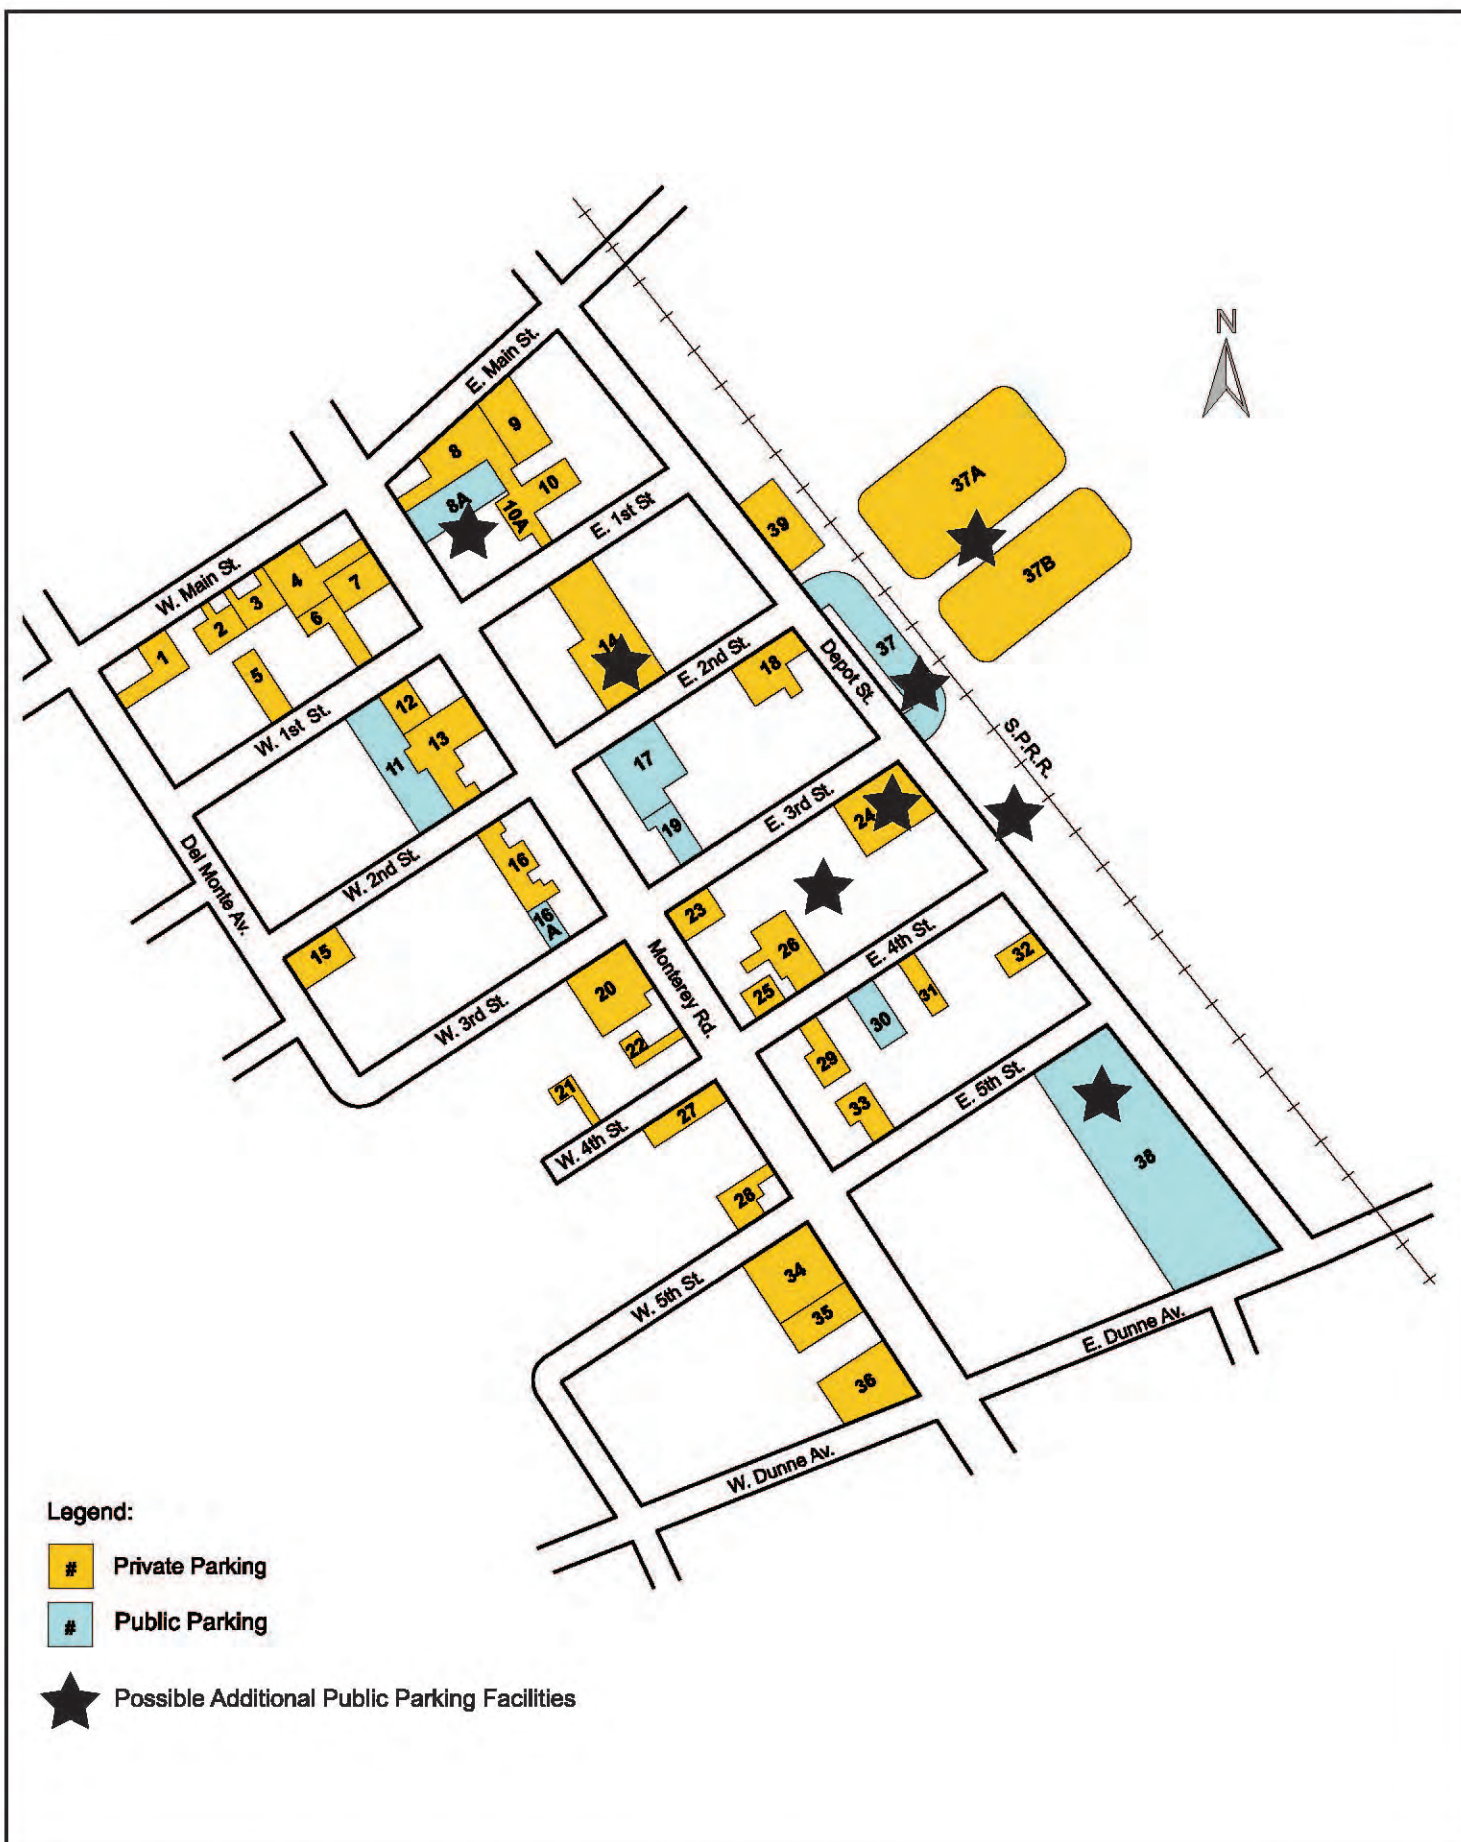 N
E. Main St.
9
8
37A
10
8A
10A
E. 1st St
39
37B
W. Main St.
4
7
3
6
2
14
37
1
5
E. 2nd St.
18
Depot St.
12
W. 1st St.
13
S.P.R.R.
11
17
E. 3rd St.
24
19
Del Monte Av.
W. 2nd St.
16
23
16
A
E. 4th St.
26
15
32
Monterey Rd.
20
25
31
W. 3rd St.
30
22
29
21
E. 5th St.
33
27
W. 4th St.
38
28
34
W. 5th St.
35
E. Dunne Av.
36
W. Dunne Av.
Legend:
# Private Parking
# Public Parking
Possible Additional Public Parking Facilities